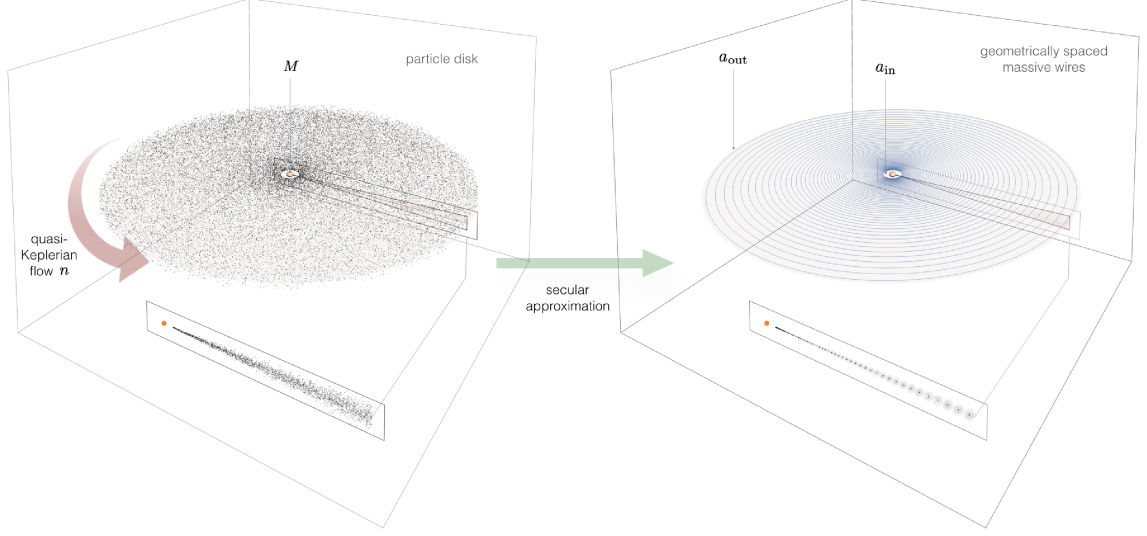 particle disk
M
quasi-
Keplerian
flow n
secular
approximation
geometrically spaced
massive wires
a_out
a_in